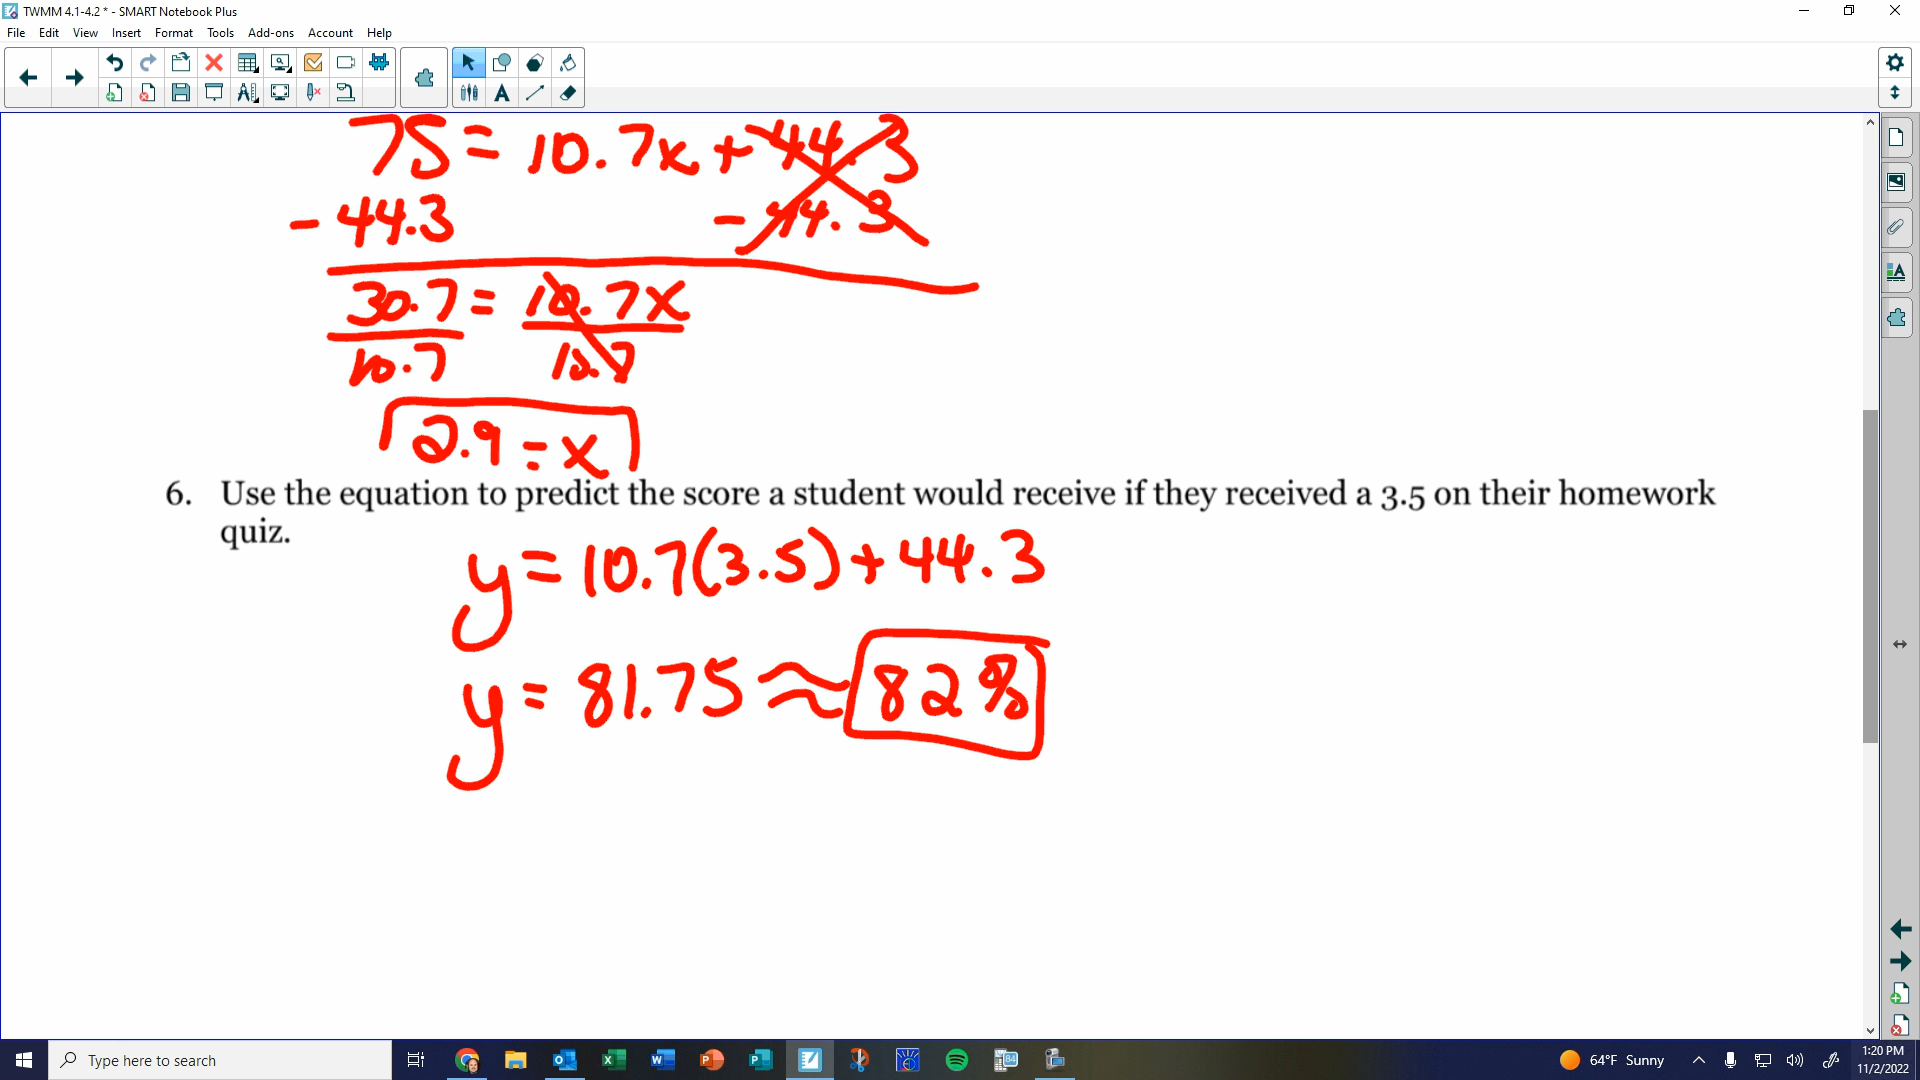 TWMM 4.1-4.2 * - SMART Notebook Plus
File Edit View Insert Format Tools Add-ons Account Help
75 = 10.7x + 44.3
- 44.3 - 44.3
30.7 = 10.7x
10.7 10.7
2.9 = x
6. Use the equation to predict the score a student would receive if they received a 3.5 on their homework
quiz.
y = 10.7(3.5) + 44.3
y = 81.75 ≈ 82%
Type here to search
84
64°F Sunny
1:20 PM
11/2/2022